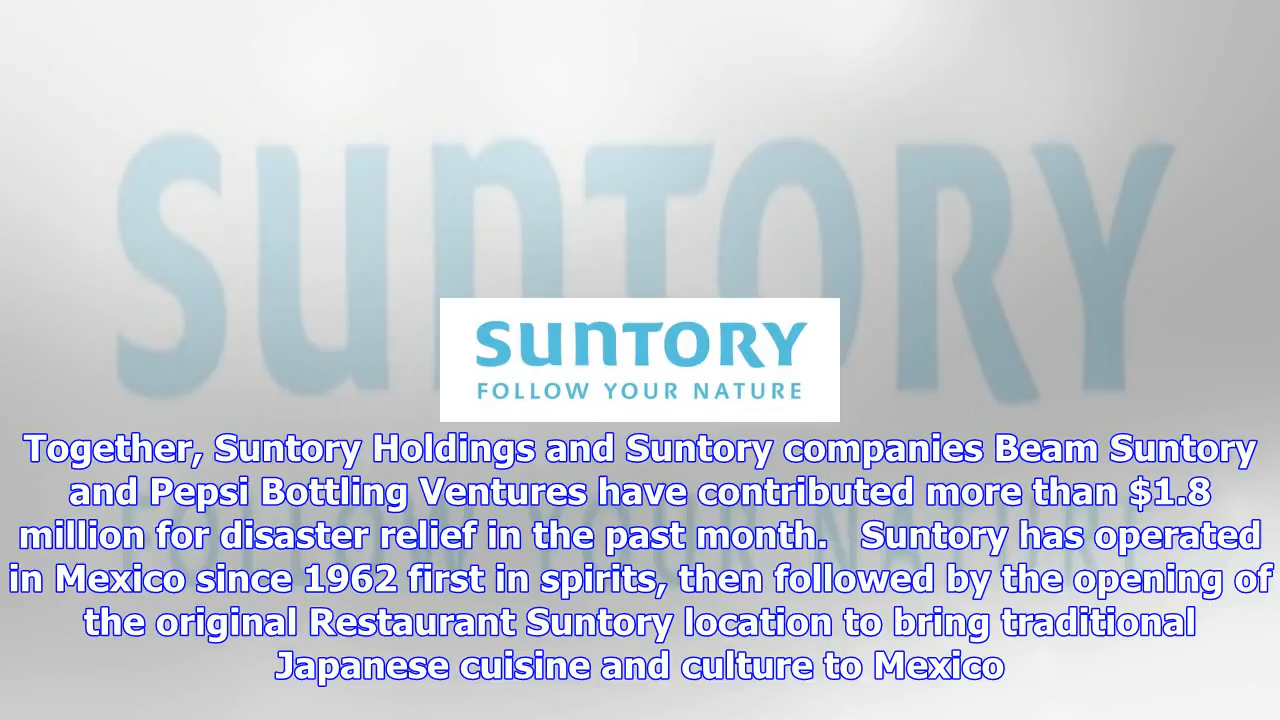 SUNTORY
SUNTORY
FOLLOW YOUR NATURE
Together, Suntory Holdings and Suntory companies Beam Suntory
and Pepsi Bottling Ventures have contributed more than $1.8
million for disaster relief in the past month.   Suntory has operated
in Mexico since 1962 first in spirits, then followed by the opening of
the original Restaurant Suntory location to bring traditional
Japanese cuisine and culture to Mexico